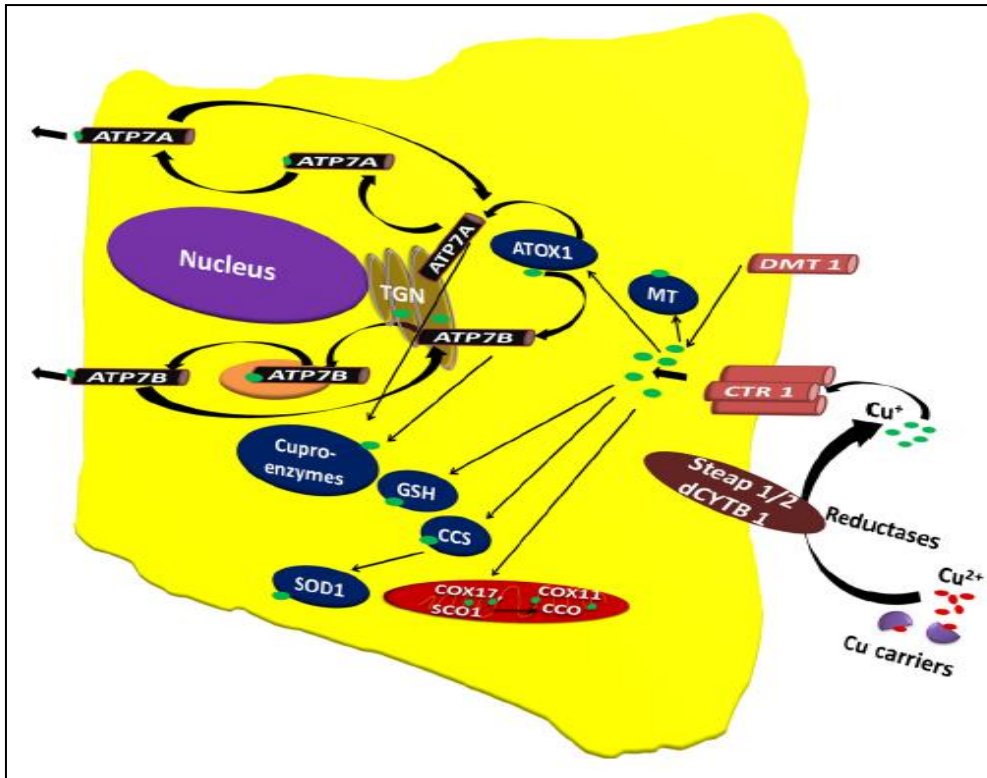 ATP7A
ATP7A
ATP7A
ATOX1
Nucleus
TGN
MT
DMT 1
ATP7B
ATP7B
ATP7B
CTR 1
Cu⁺
Cupro-
enzymes
GSH
Steap 1/2
dCYTB 1
Reductases
CCS
SOD1
COX17
COX11
SCO1
CCO
Cu²⁺
Cu carriers